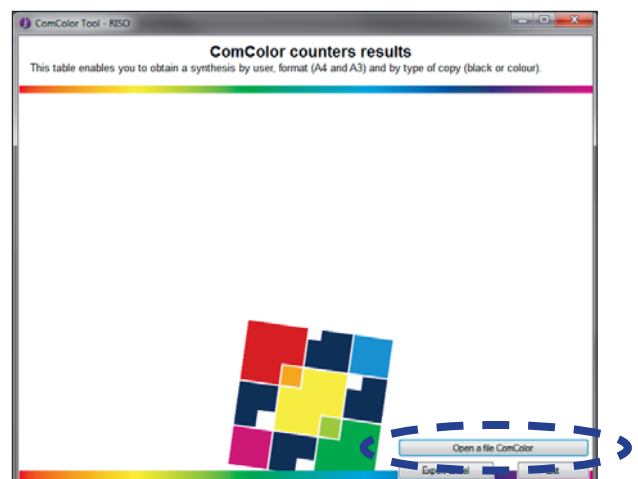 ComColor Tool - RISO
ComColor counters results
This table enables you to obtain a synthesis by user, format (A4 and A3) and by type of copy (black or colour).
Open a file ComColor